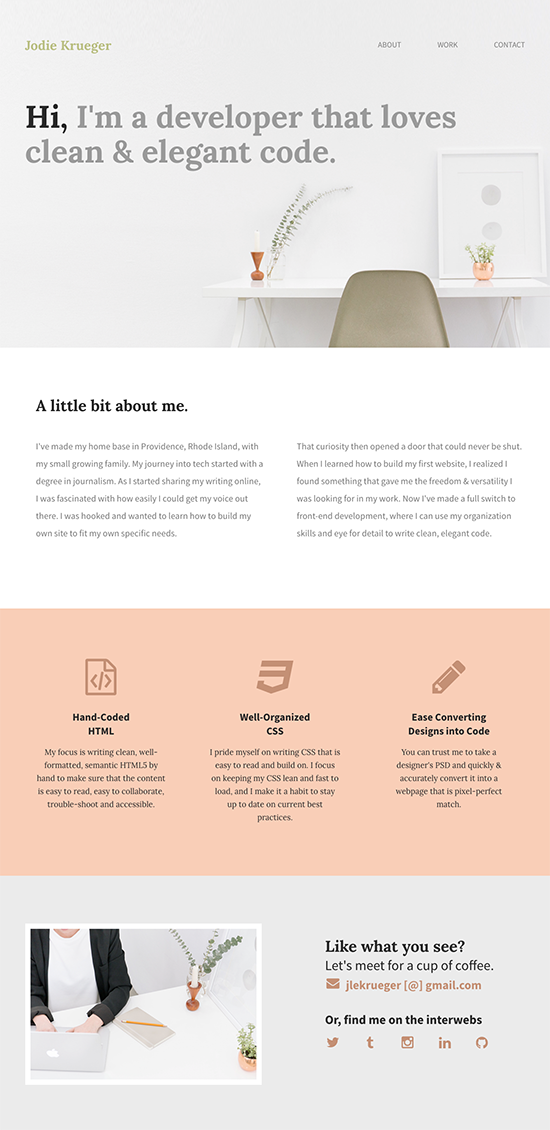 Jodie Krueger
ABOUT WORK CONTACT
Hi, I'm a developer that loves
clean & elegant code.
A little bit about me.
I've made my home base in Providence, Rhode Island, with
my small growing family. My journey into tech started with a
degree in journalism. As I started sharing my writing online,
I was fascinated with how easily I could get my voice out
there. I was hooked and wanted to learn how to build my
own site to fit my own specific needs.
That curiosity then opened a door that could never be shut.
When I learned how to build my first website, I realized I
found something that gave me the freedom & versatility I
was looking for in my work. Now I've made a full switch to
front-end development, where I can use my organization
skills and eye for detail to write clean, elegant code.
Hand-Coded
HTML
My focus is writing clean, well-
formatted, semantic HTML5 by
hand to make sure that the content
is easy to read, easy to collaborate,
trouble-shoot and accessible.
Well-Organized
CSS
I pride myself on writing CSS that is
easy to read and build on. I focus
on keeping my CSS lean and fast to
load, and I make it a habit to stay
up to date on current best
practices.
Ease Converting
Designs into Code
You can trust me to take a
designer's PSD and quickly &
accurately convert it into a
webpage that is pixel-perfect
match.
Like what you see?
Let's meet for a cup of coffee.
jlekrueger [@] gmail.com
Or, find me on the interwebs